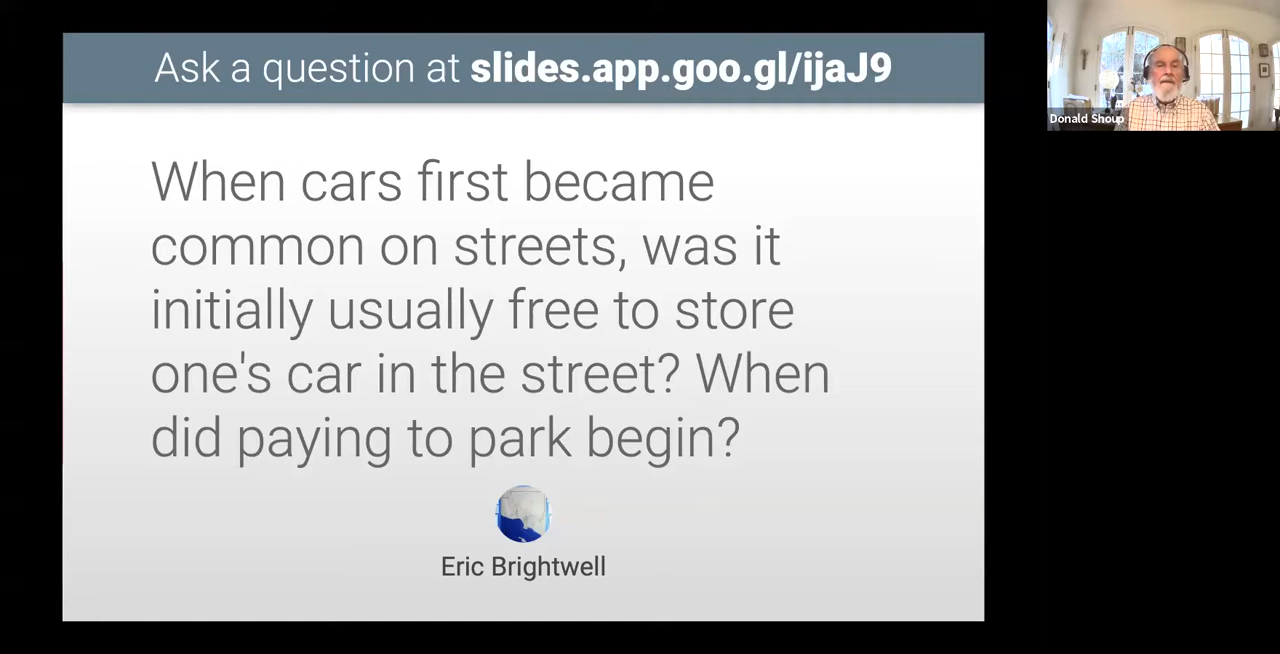 Ask a question at slides.app.goo.gl/ijaJ9
Donald Shoup
When cars first became
common on streets, was it
initially usually free to store
one's car in the street? When
did paying to park begin?
Eric Brightwell